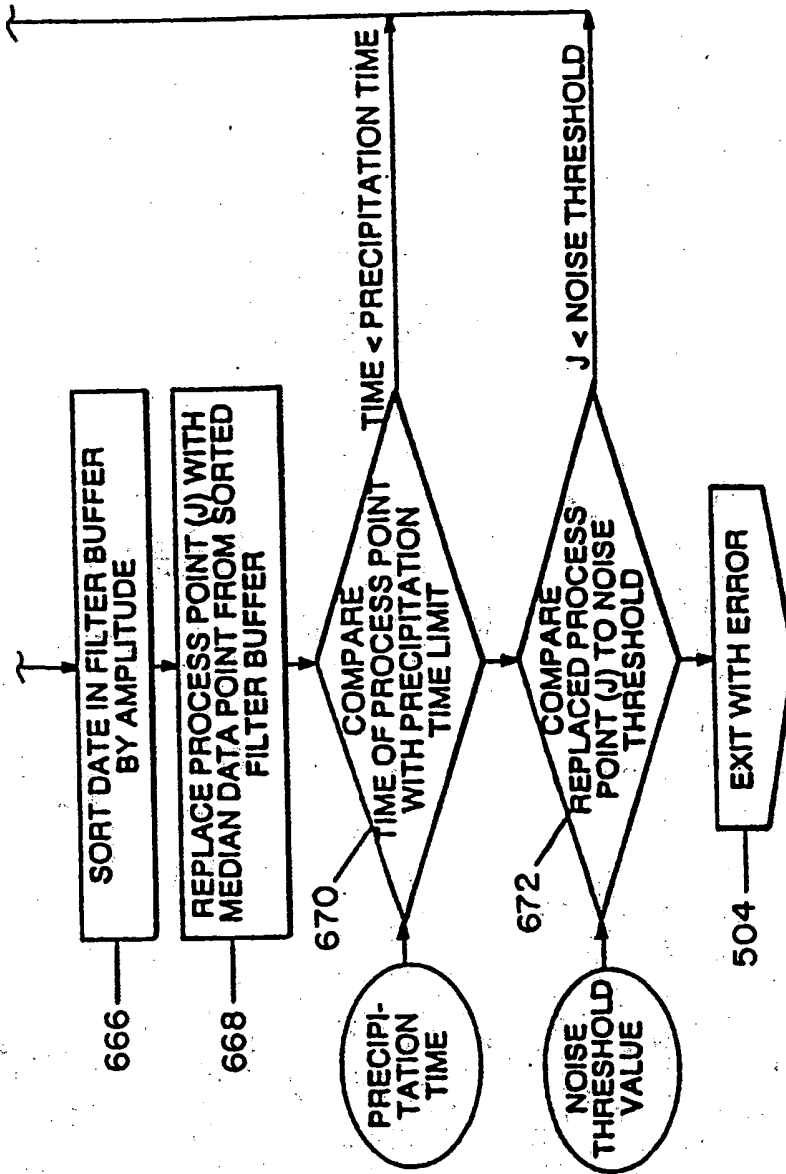 666
SORT DATE IN FILTER BUFFER
BY AMPLITUDE
668
REPLACE PROCESS POINT (J) WITH
MEDIAN DATA POINT FROM SORTED
FILTER BUFFER
PRECIPI-
TATION
TIME
670
COMPARE
TIME OF PROCESS POINT
WITH PRECIPITATION
TIME LIMIT
TIME < PRECIPITATION TIME
NOISE
THRESHOLD
VALUE
672
COMPARE
REPLACED PROCESS
POINT (J) TO NOISE
THRESHOLD
J < NOISE THRESHOLD
504
EXIT WITH ERROR